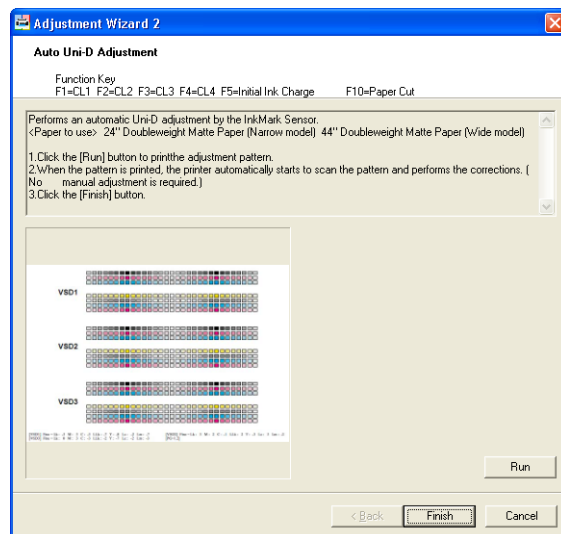 Adjustment Wizard 2
Auto Uni-D Adjustment
Function Key
F1=CL1 F2=CL2 F3=CL3 F4=CL4 F5=Initial Ink Charge F10=Paper Cut
Performs an automatic Uni-D adjustment by the InkMark Sensor.
<Paper to use> 24" Doubleweight Matte Paper (Narrow model) 44" Doubleweight Matte Paper (Wide model)
1.Click the [Run] button to printthe adjustment pattern.
2.When the pattern is printed, the printer automatically starts to scan the pattern and performs the corrections. (
No manual adjustment is required.)
3.Click the [Finish] button.
VSD1
VSD2
VSD3
Run
< Back
Finish
Cancel